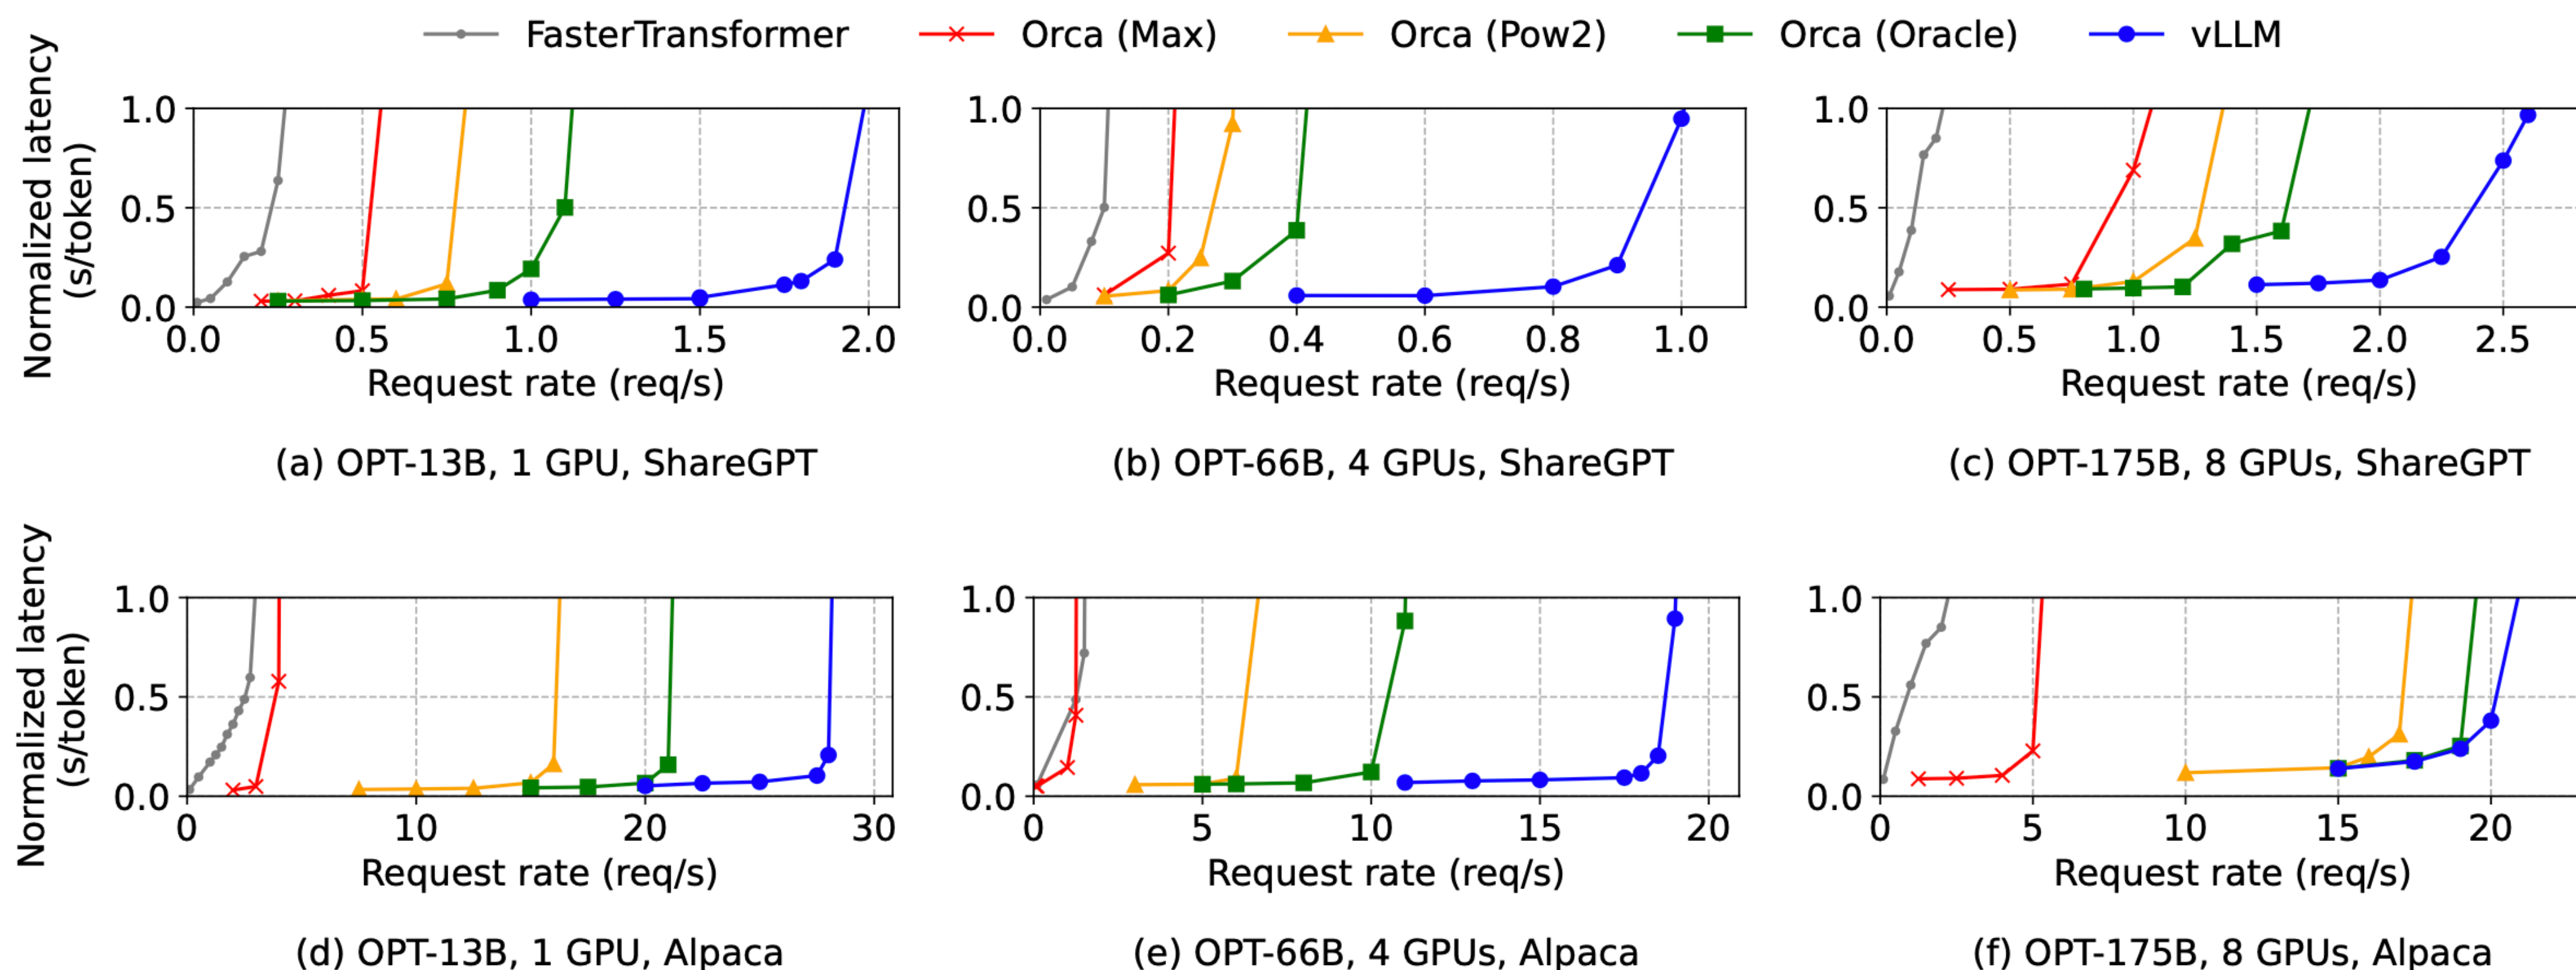 FasterTransformer Orca (Max) Orca (Pow2) Orca (Oracle) vLLM
Normalized latency
(s/token)
1.0
0.5
0.0
0.0 0.5 1.0 1.5 2.0
Request rate (req/s)
(a) OPT-13B, 1 GPU, ShareGPT
1.0
0.5
0.0
0.0 0.2 0.4 0.6 0.8 1.0
Request rate (req/s)
(b) OPT-66B, 4 GPUs, ShareGPT
1.0
0.5
0.0
0.0 0.5 1.0 1.5 2.0 2.5
Request rate (req/s)
(c) OPT-175B, 8 GPUs, ShareGPT
Normalized latency
(s/token)
1.0
0.5
0.0
0 10 20 30
Request rate (req/s)
(d) OPT-13B, 1 GPU, Alpaca
1.0
0.5
0.0
0 5 10 15 20
Request rate (req/s)
(e) OPT-66B, 4 GPUs, Alpaca
1.0
0.5
0.0
0 5 10 15 20
Request rate (req/s)
(f) OPT-175B, 8 GPUs, Alpaca